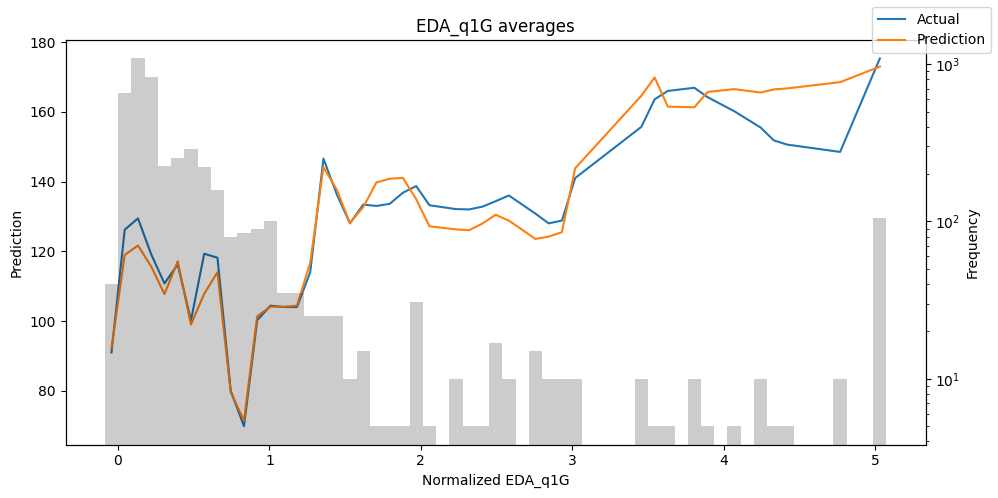 EDA_q1G averages
Actual
Prediction
180
160
140
120
100
80
Prediction
10³
10²
10¹
Frequency
0 1 2 3 4 5
Normalized EDA_q1G